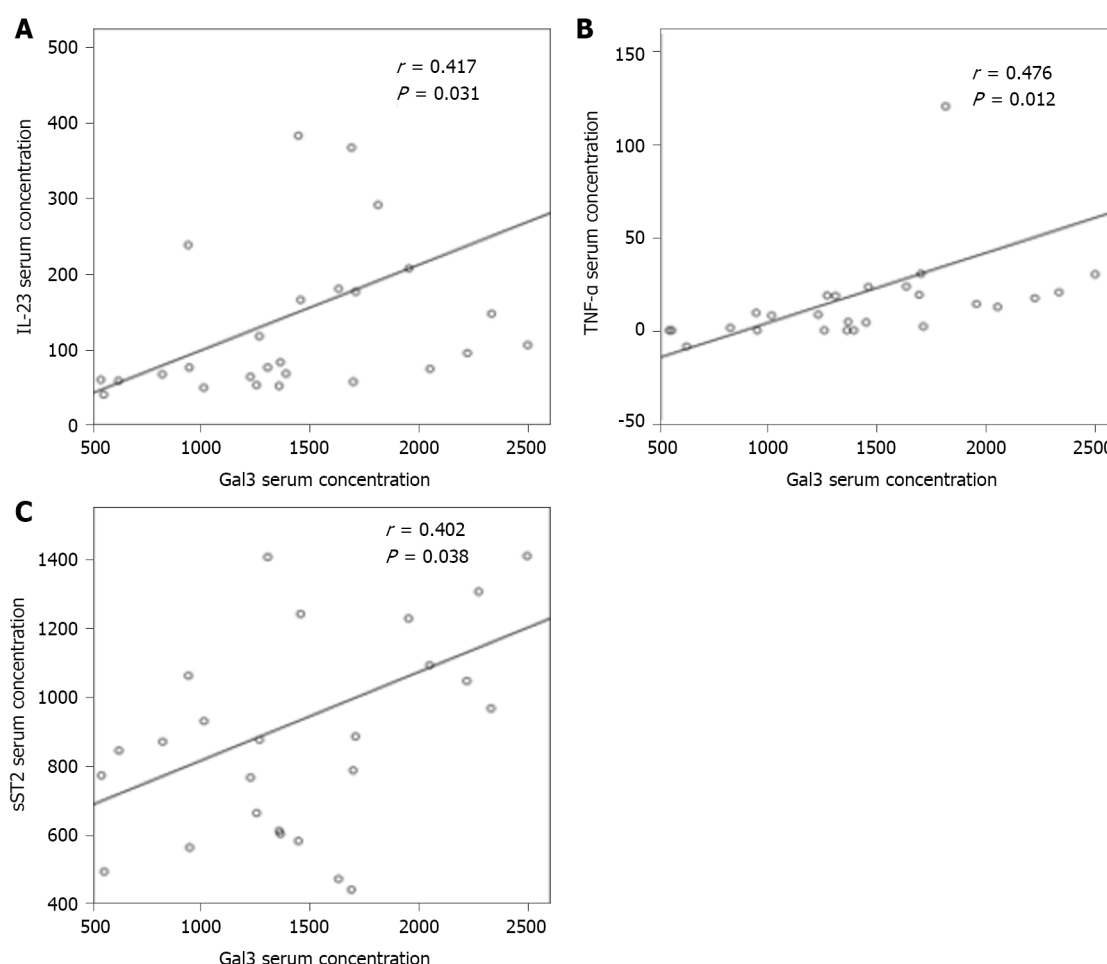 A
r = 0.417
P = 0.031
500
400
300
200
100
0
IL-23 serum concentration
500
1000
1500
2000
2500
Gal3 serum concentration
B
r = 0.476
P = 0.012
150
100
50
0
-50
TNF-α serum concentration
500
1000
1500
2000
2500
Gal3 serum concentration
C
r = 0.402
P = 0.038
1400
1200
1000
800
600
400
sST2 serum concentration
500
1000
1500
2000
2500
Gal3 serum concentration